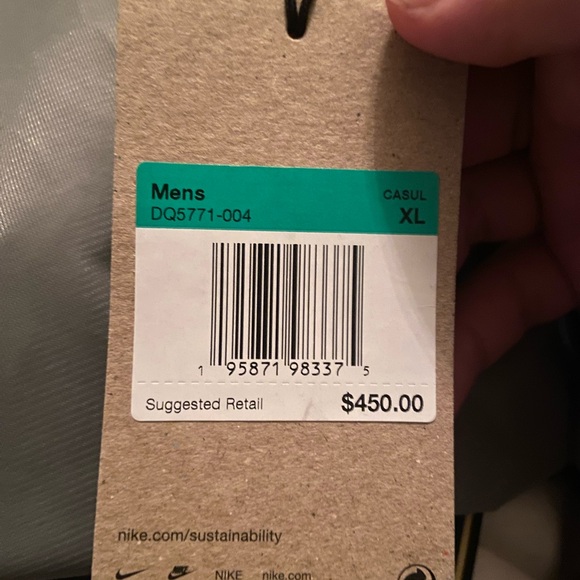 Mens CASUL
DQ5771-004 XL
1 95871 98337 5
Suggested Retail $450.00
nike.com/sustainability
NIKE nike.com